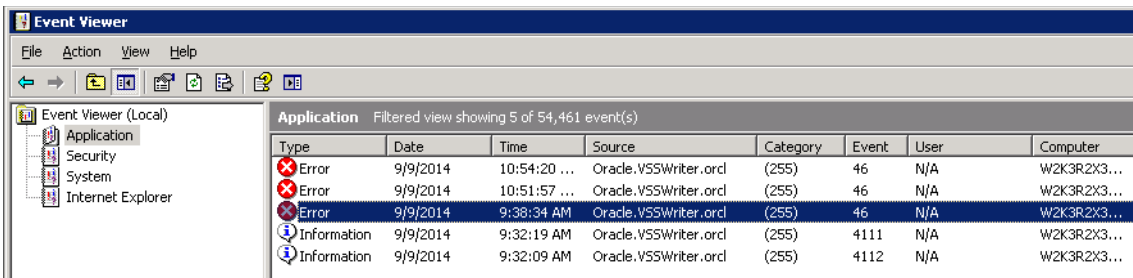 Event Viewer
File Action View Help
Event Viewer (Local)
Application
Security
System
Internet Explorer
Application Filtered view showing 5 of 54,461 event(s)
Type Date Time Source Category Event User Computer
Error 9/9/2014 10:54:20 ... Oracle.VSSWriter.orcl (255) 46 N/A W2K3R2X3...
Error 9/9/2014 10:51:57 ... Oracle.VSSWriter.orcl (255) 46 N/A W2K3R2X3...
Error 9/9/2014 9:38:34 AM Oracle.VSSWriter.orcl (255) 46 N/A W2K3R2X3...
Information 9/9/2014 9:32:19 AM Oracle.VSSWriter.orcl (255) 4111 N/A W2K3R2X3...
Information 9/9/2014 9:32:09 AM Oracle.VSSWriter.orcl (255) 4112 N/A W2K3R2X3...